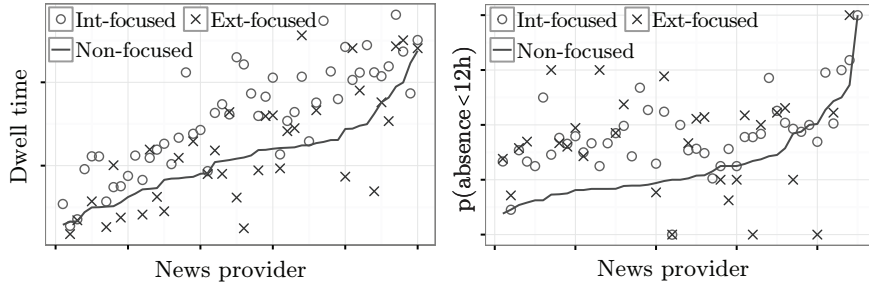 Int-focused Ext-focused
Non-focused
Dwell time
News provider
Int-focused Ext-focused
Non-focused
p(absence<12h)
News provider